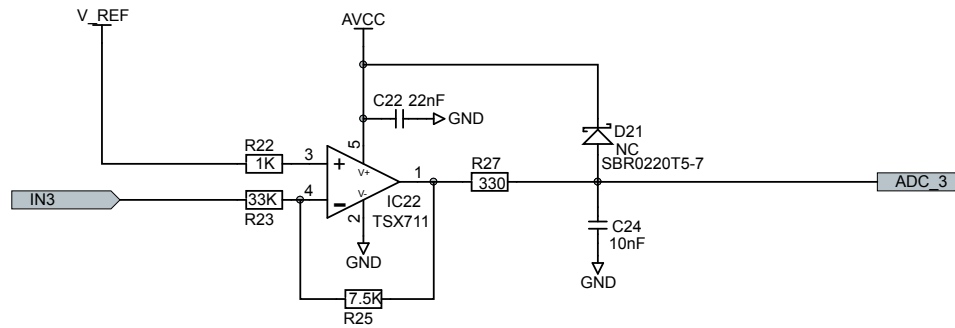 V_REF
AVCC
C22 22nF
GND
D21
NC
SBR0220T5-7
R22
1K
3
5
+
V+
1
R27
330
ADC_3
IN3
33K
R23
4
V-
2
IC22
TSX711
GND
C24
10nF
GND
7.5K
R25